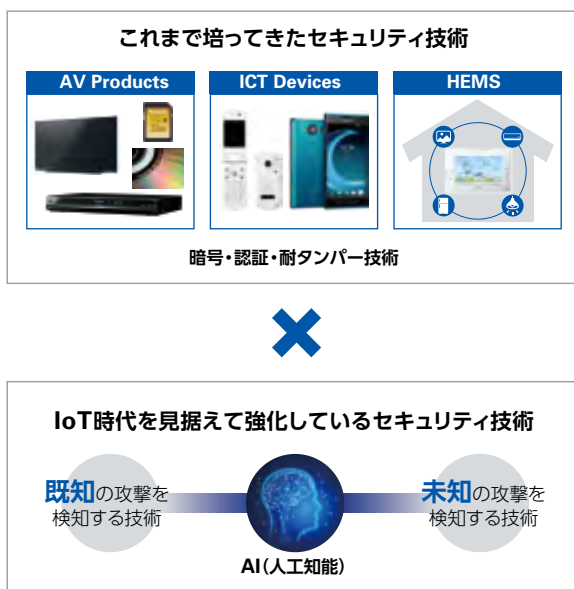 これまで培ってきたセキュリティ技術
AV Products
ICT Devices
HEMS
暗号・認証・耐タンパー技術
IoT時代を見据えて強化しているセキュリティ技術
既知の攻撃を
検知する技術
未知の攻撃を
検知する技術
AI（人工知能）